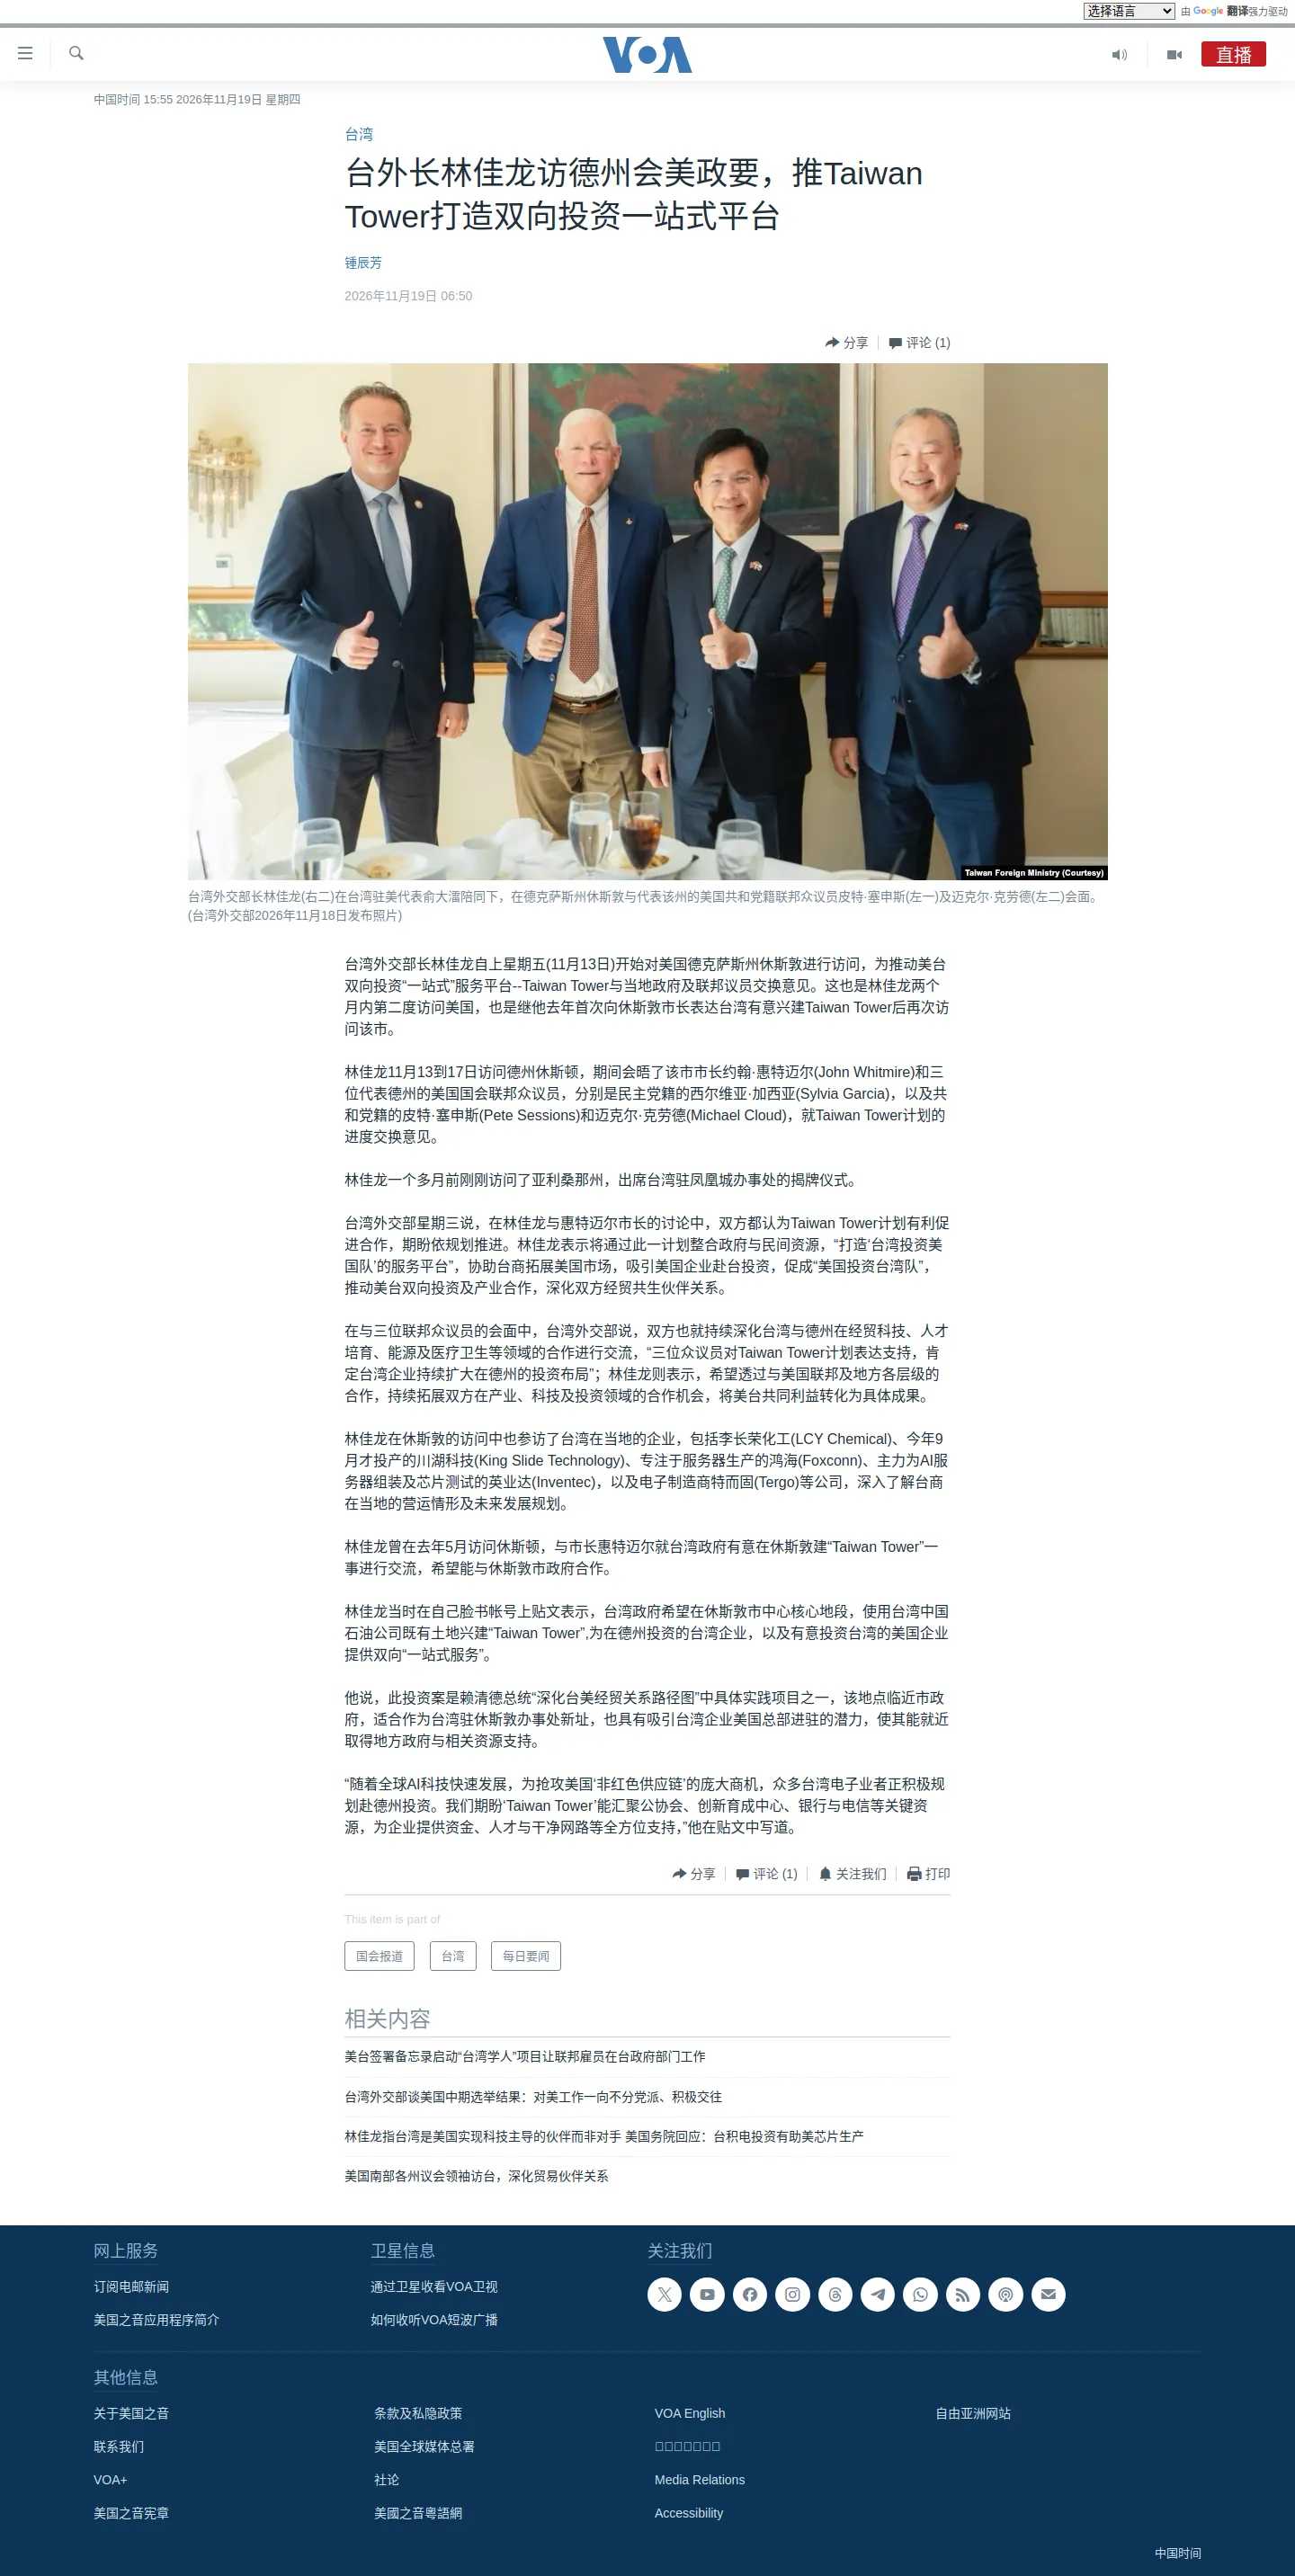 选择语言
由 Google 翻译强力驱动
VOA
直播
中国时间 15:55 2026年11月19日 星期四
台湾
台外长林佳龙访德州会美政要，推Taiwan
Tower打造双向投资一站式平台
锺辰芳
2026年11月19日 06:50
分享
评论 (1)
Taiwan Foreign Ministry (Courtesy)
台湾外交部长林佳龙(右二)在台湾驻美代表俞大㵢陪同下，在德克萨斯州休斯敦与代表该州的美国共和党籍联邦众议员皮特·塞申斯(左一)及迈克尔·克劳德(左二)会面。
(台湾外交部2026年11月18日发布照片)
台湾外交部长林佳龙自上星期五(11月13日)开始对美国德克萨斯州休斯敦进行访问，为推动美台
双向投资“一站式”服务平台--Taiwan Tower与当地政府及联邦议员交换意见。这也是林佳龙两个
月内第二度访问美国，也是继他去年首次向休斯敦市长表达台湾有意兴建Taiwan Tower后再次访
问该市。
林佳龙11月13到17日访问德州休斯顿，期间会晤了该市市长约翰·惠特迈尔(John Whitmire)和三
位代表德州的美国国会联邦众议员，分别是民主党籍的西尔维亚·加西亚(Sylvia Garcia)，以及共
和党籍的皮特·塞申斯(Pete Sessions)和迈克尔·克劳德(Michael Cloud)，就Taiwan Tower计划的
进度交换意见。
林佳龙一个多月前刚刚访问了亚利桑那州，出席台湾驻凤凰城办事处的揭牌仪式。
台湾外交部星期三说，在林佳龙与惠特迈尔市长的讨论中，双方都认为Taiwan Tower计划有利促
进合作，期盼依规划推进。林佳龙表示将通过此一计划整合政府与民间资源，“打造‘台湾投资美
国队’的服务平台”，协助台商拓展美国市场，吸引美国企业赴台投资，促成“美国投资台湾队”，
推动美台双向投资及产业合作，深化双方经贸共生伙伴关系。
在与三位联邦众议员的会面中，台湾外交部说，双方也就持续深化台湾与德州在经贸科技、人才
培育、能源及医疗卫生等领域的合作进行交流，“三位众议员对Taiwan Tower计划表达支持，肯
定台湾企业持续扩大在德州的投资布局”；林佳龙则表示，希望透过与美国联邦及地方各层级的
合作，持续拓展双方在产业、科技及投资领域的合作机会，将美台共同利益转化为具体成果。
林佳龙在休斯敦的访问中也参访了台湾在当地的企业，包括李长荣化工(LCY Chemical)、今年9
月才投产的川湖科技(King Slide Technology)、专注于服务器生产的鸿海(Foxconn)、主力为AI服
务器组装及芯片测试的英业达(Inventec)，以及电子制造商特而固(Tergo)等公司，深入了解台商
在当地的营运情形及未来发展规划。
林佳龙曾在去年5月访问休斯顿，与市长惠特迈尔就台湾政府有意在休斯敦建“Taiwan Tower”一
事进行交流，希望能与休斯敦市政府合作。
林佳龙当时在自己脸书帐号上贴文表示，台湾政府希望在休斯敦市中心核心地段，使用台湾中国
石油公司既有土地兴建“Taiwan Tower”,为在德州投资的台湾企业，以及有意投资台湾的美国企业
提供双向“一站式服务”。
他说，此投资案是赖清德总统“深化台美经贸关系路径图”中具体实践项目之一，该地点临近市政
府，适合作为台湾驻休斯敦办事处新址，也具有吸引台湾企业美国总部进驻的潜力，使其能就近
取得地方政府与相关资源支持。
“随着全球AI科技快速发展，为抢攻美国‘非红色供应链’的庞大商机，众多台湾电子业者正积极规
划赴德州投资。我们期盼‘Taiwan Tower’能汇聚公协会、创新育成中心、银行与电信等关键资
源，为企业提供资金、人才与干净网路等全方位支持，”他在贴文中写道。
分享
评论 (1)
关注我们
打印
This item is part of
国会报道
台湾
每日要闻
相关内容
美台签署备忘录启动“台湾学人”项目让联邦雇员在台政府部门工作
台湾外交部谈美国中期选举结果：对美工作一向不分党派、积极交往
林佳龙指台湾是美国实现科技主导的伙伴而非对手 美国务院回应：台积电投资有助美芯片生产
美国南部各州议会领袖访台，深化贸易伙伴关系
网上服务
订阅电邮新闻
美国之音应用程序简介
卫星信息
通过卫星收看VOA卫视
如何收听VOA短波广播
关注我们
其他信息
关于美国之音
联系我们
VOA+
美国之音宪章
条款及私隐政策
美国全球媒体总署
社论
美國之音粵語網
VOA English
Media Relations
Accessibility
自由亚洲网站
中国时间